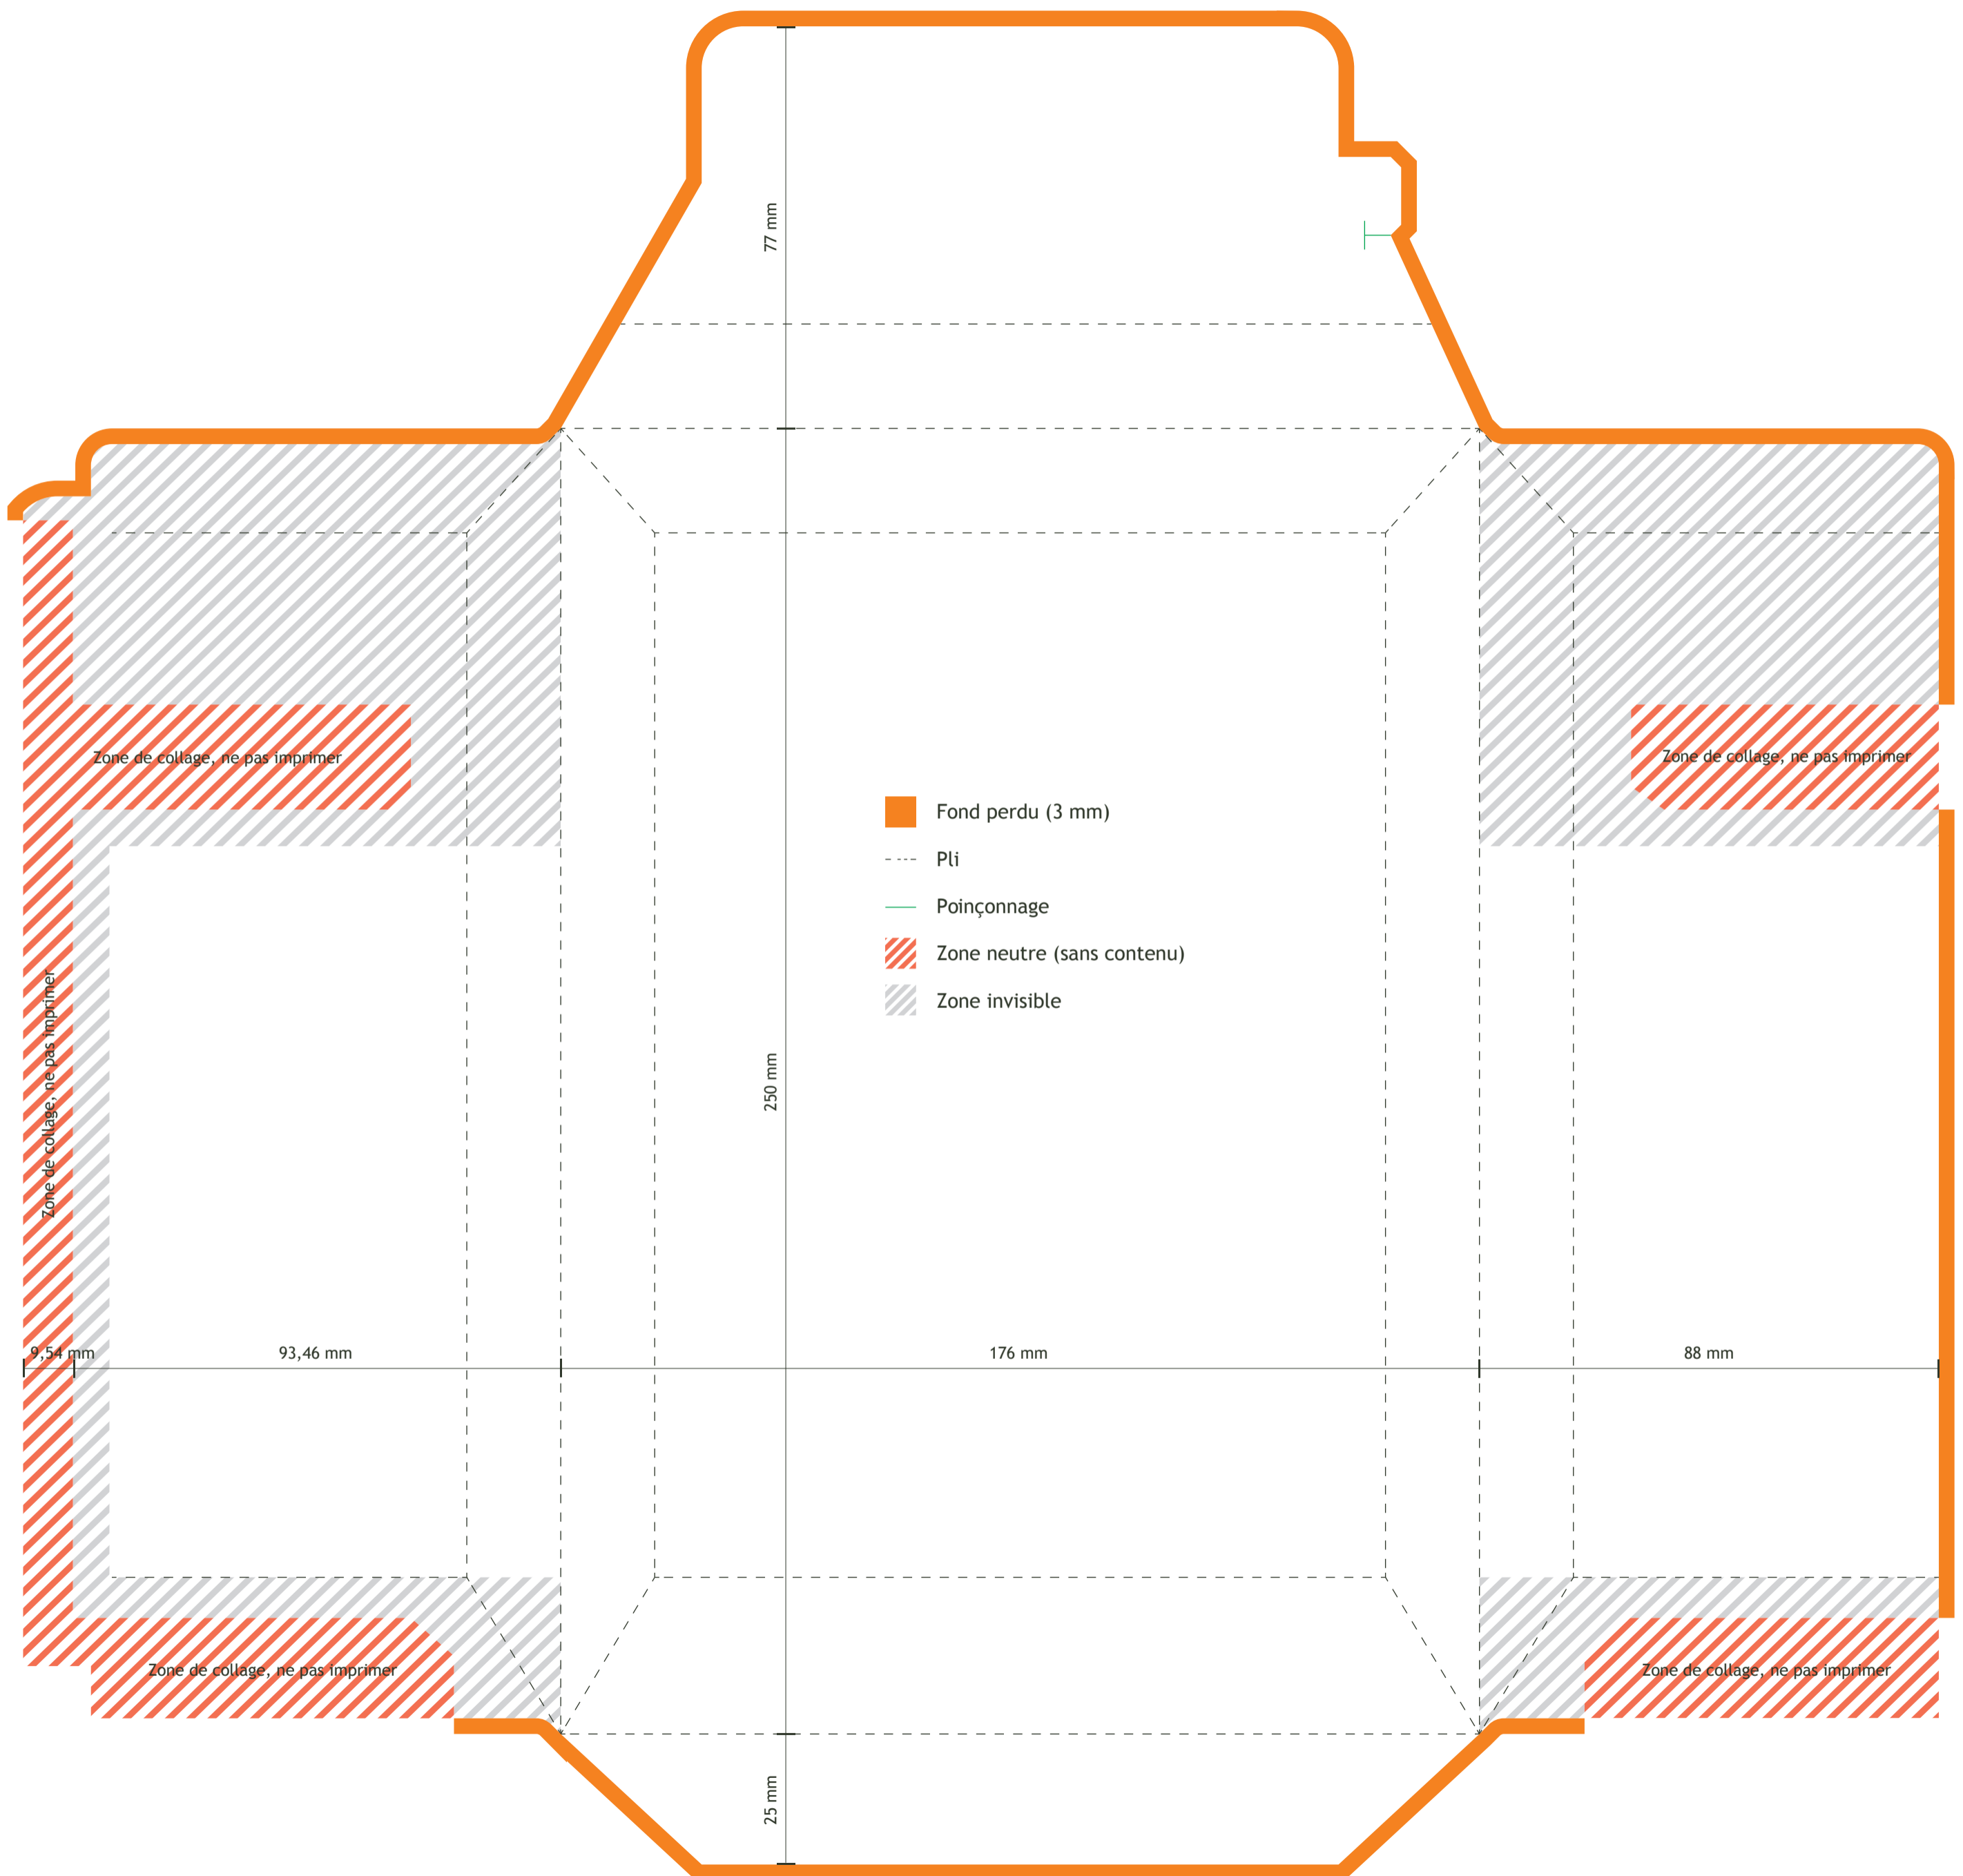 77 mm
Zone de collage, ne pas imprimer
Zone de collage, ne pas imprimer
Fond perdu (3 mm)
Pli
Poinçonnage
Zone neutre (sans contenu)
Zone invisible
Zone de collage, ne pas imprimer
250 mm
9,54 mm
93,46 mm
176 mm
88 mm
Zone de collage, ne pas imprimer
Zone de collage, ne pas imprimer
25 mm